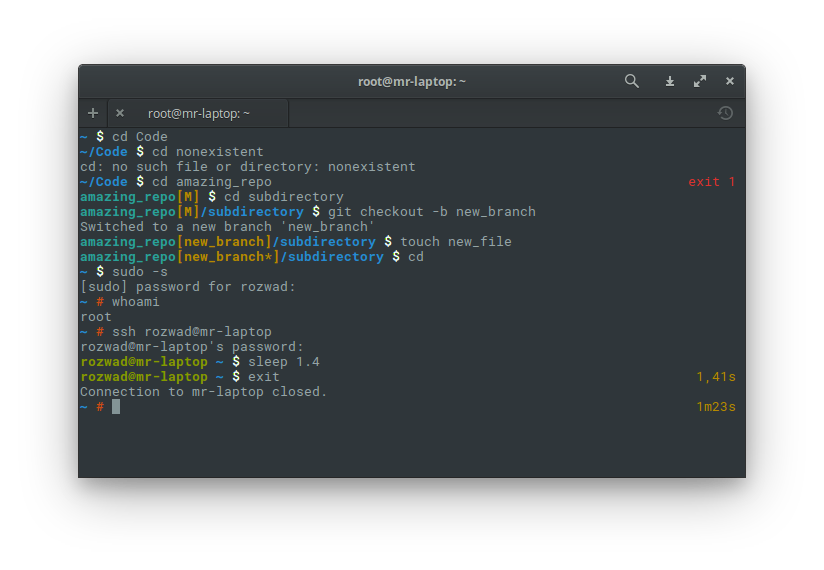 root@mr-laptop: ~
root@mr-laptop: ~
~ $ cd Code
~/Code $ cd nonexistent
cd: no such file or directory: nonexistent
~/Code $ cd amazing_repo exit 1
amazing_repo[M] $ cd subdirectory
amazing_repo[M]/subdirectory $ git checkout -b new_branch
Switched to a new branch 'new_branch'
amazing_repo[new_branch]/subdirectory $ touch new_file
amazing_repo[new_branch*]/subdirectory $ cd
~ $ sudo -s
[sudo] password for rozwad:
~ # whoami
root
~ # ssh rozwad@mr-laptop
rozwad@mr-laptop's password:
rozwad@mr-laptop ~ $ sleep 1.4
rozwad@mr-laptop ~ $ exit 1,41s
Connection to mr-laptop closed.
~ # 1m23s